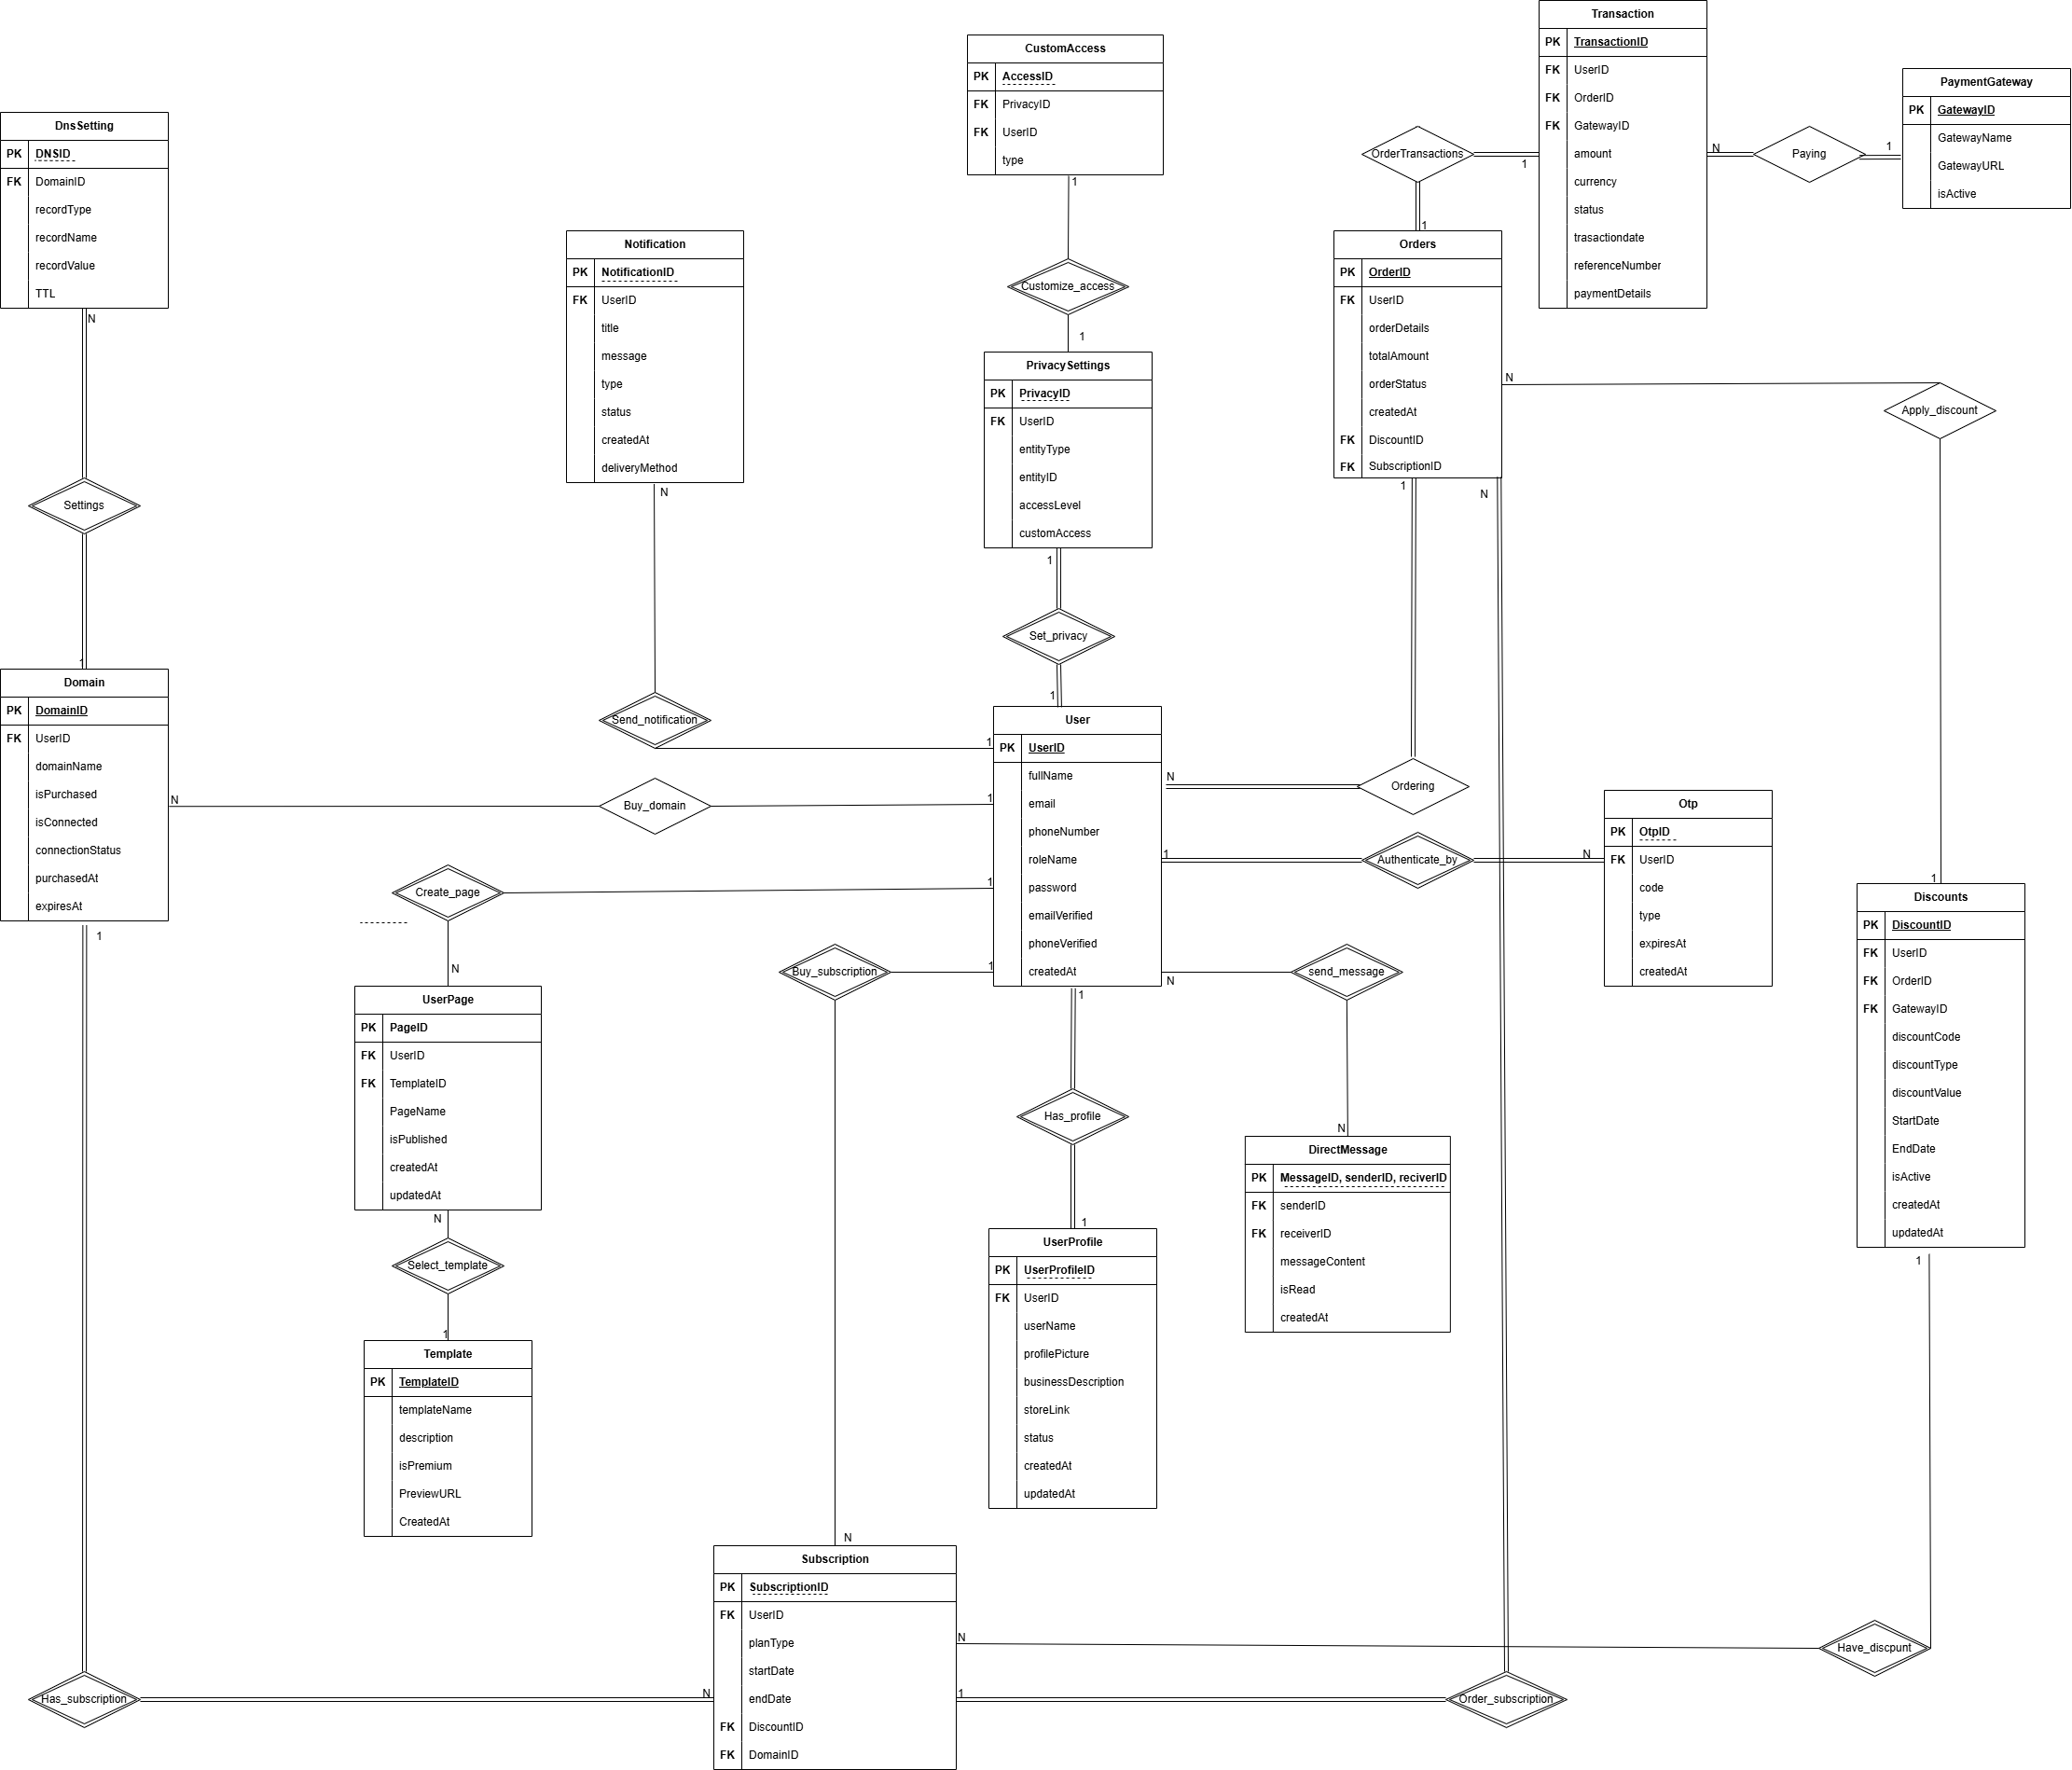 Transaction
PK TransactionID
FK UserID
FK OrderID
FK GatewayID
amount
currency
status
trasactiondate
referenceNumber
paymentDetails
CustomAccess
PK AccessID
FK PrivacyID
FK UserID
type
PaymentGateway
PK GatewayID
GatewayName
GatewayURL
isActive
DnsSetting
PK DNSID
FK DomainID
recordType
recordName
recordValue
TTL
OrderTransactions
1
1
N
Paying
1
Notification
PK NotificationID
FK UserID
title
message
type
status
createdAt
deliveryMethod
1
Customize_access
1
Orders
PK OrderID
FK UserID
orderDetails
totalAmount
orderStatus
createdAt
FK DiscountID
FK SubscriptionID
N
PrivacySettings
PK PrivacyID
FK UserID
entityType
entityID
accessLevel
customAccess
N
Apply_discount
Settings
1
N
1
1
N
Set_privacy
1
Domain
PK DomainID
FK UserID
domainName
isPurchased
isConnected
connectionStatus
purchasedAt
expiresAt
Send_notification
1
User
PK UserID
fullName
email
phoneNumber
roleName
password
emailVerified
phoneVerified
createdAt
N
Buy_domain
1
N
Ordering
Otp
PK OtpID
FK UserID
code
type
expiresAt
createdAt
1
Authenticate_by
N
Create_page
1
1
Discounts
PK DiscountID
FK UserID
FK OrderID
FK GatewayID
discountCode
discountType
discountValue
StartDate
EndDate
isActive
createdAt
updatedAt
1
N
Buy_subscription
1
N
send_message
1
UserPage
PK PageID
FK UserID
FK TemplateID
PageName
isPublished
createdAt
updatedAt
Has_profile
N
DirectMessage
PK MessageID, senderID, reciverID
FK senderID
FK receiverID
messageContent
isRead
createdAt
N
Select_template
1
1
UserProfile
PK UserProfileID
FK UserID
userName
profilePicture
businessDescription
storeLink
status
createdAt
updatedAt
1
Template
PK TemplateID
templateName
description
isPremium
PreviewURL
CreatedAt
N
Subscription
PK SubscriptionID
FK UserID
planType
startDate
endDate
FK DiscountID
FK DomainID
N
Have_discpunt
Has_subscription
N
1
Order_subscription